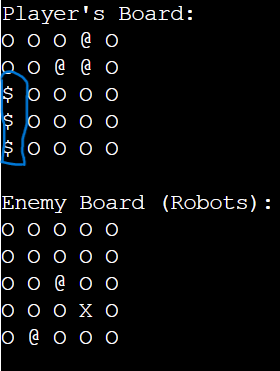 Player's Board:
O O O @ O
O O @ @ O
$ O O O O
$ O O O O
$ O O O O
Enemy Board (Robots):
O O O O O
O O O O O
O O @ O O
O O O X O
O @ O O O